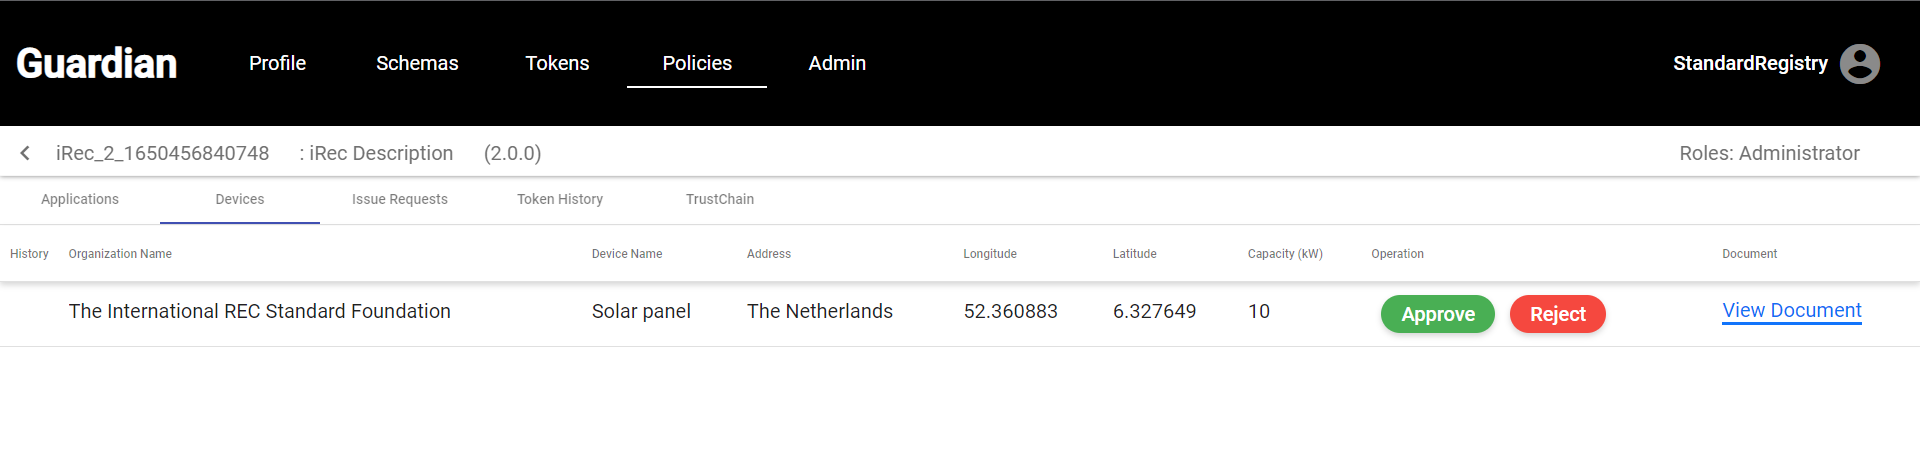 Guardian Profile Schemas Tokens Policies Admin StandardRegistry
iRec_2_1650456840748 : iRec Description (2.0.0) Roles: Administrator
Applications Devices Issue Requests Token History TrustChain
History Organization Name Device Name Address Longitude Latitude Capacity (kW) Operation Document
The International REC Standard Foundation Solar panel The Netherlands 52.360883 6.327649 10 Approve Reject View Document